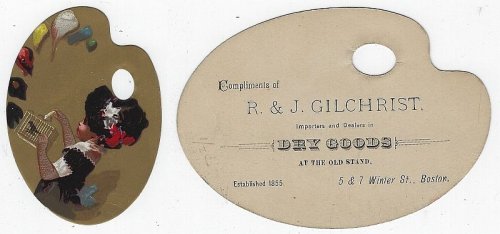 Compliments of
R. & J. GILCHRIST.
Importers and Dealers in
DRY GOODS
AT THE OLD STAND,
Established 1855
5 & 7 Winter St., Boston.